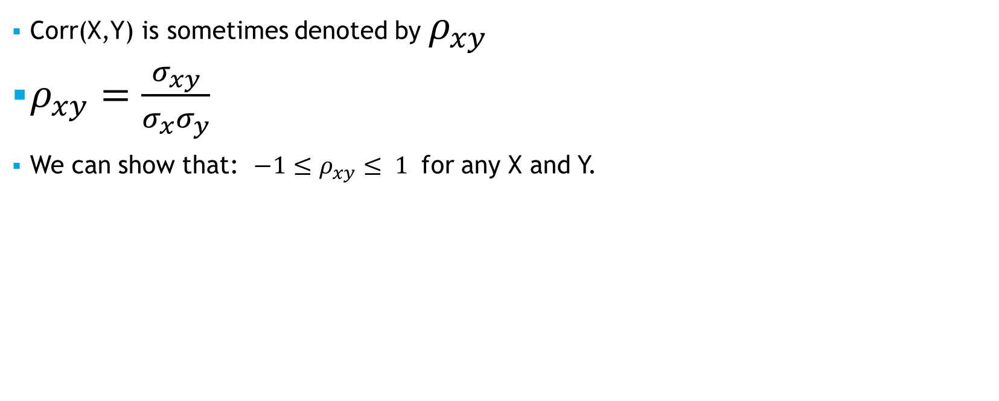 ▪ Corr(X,Y) is sometimes denoted by ρ_xy
▪ ρ_xy = σ_xy / (σ_x σ_y)
▪ We can show that: −1 ≤ ρ_xy ≤ 1 for any X and Y.